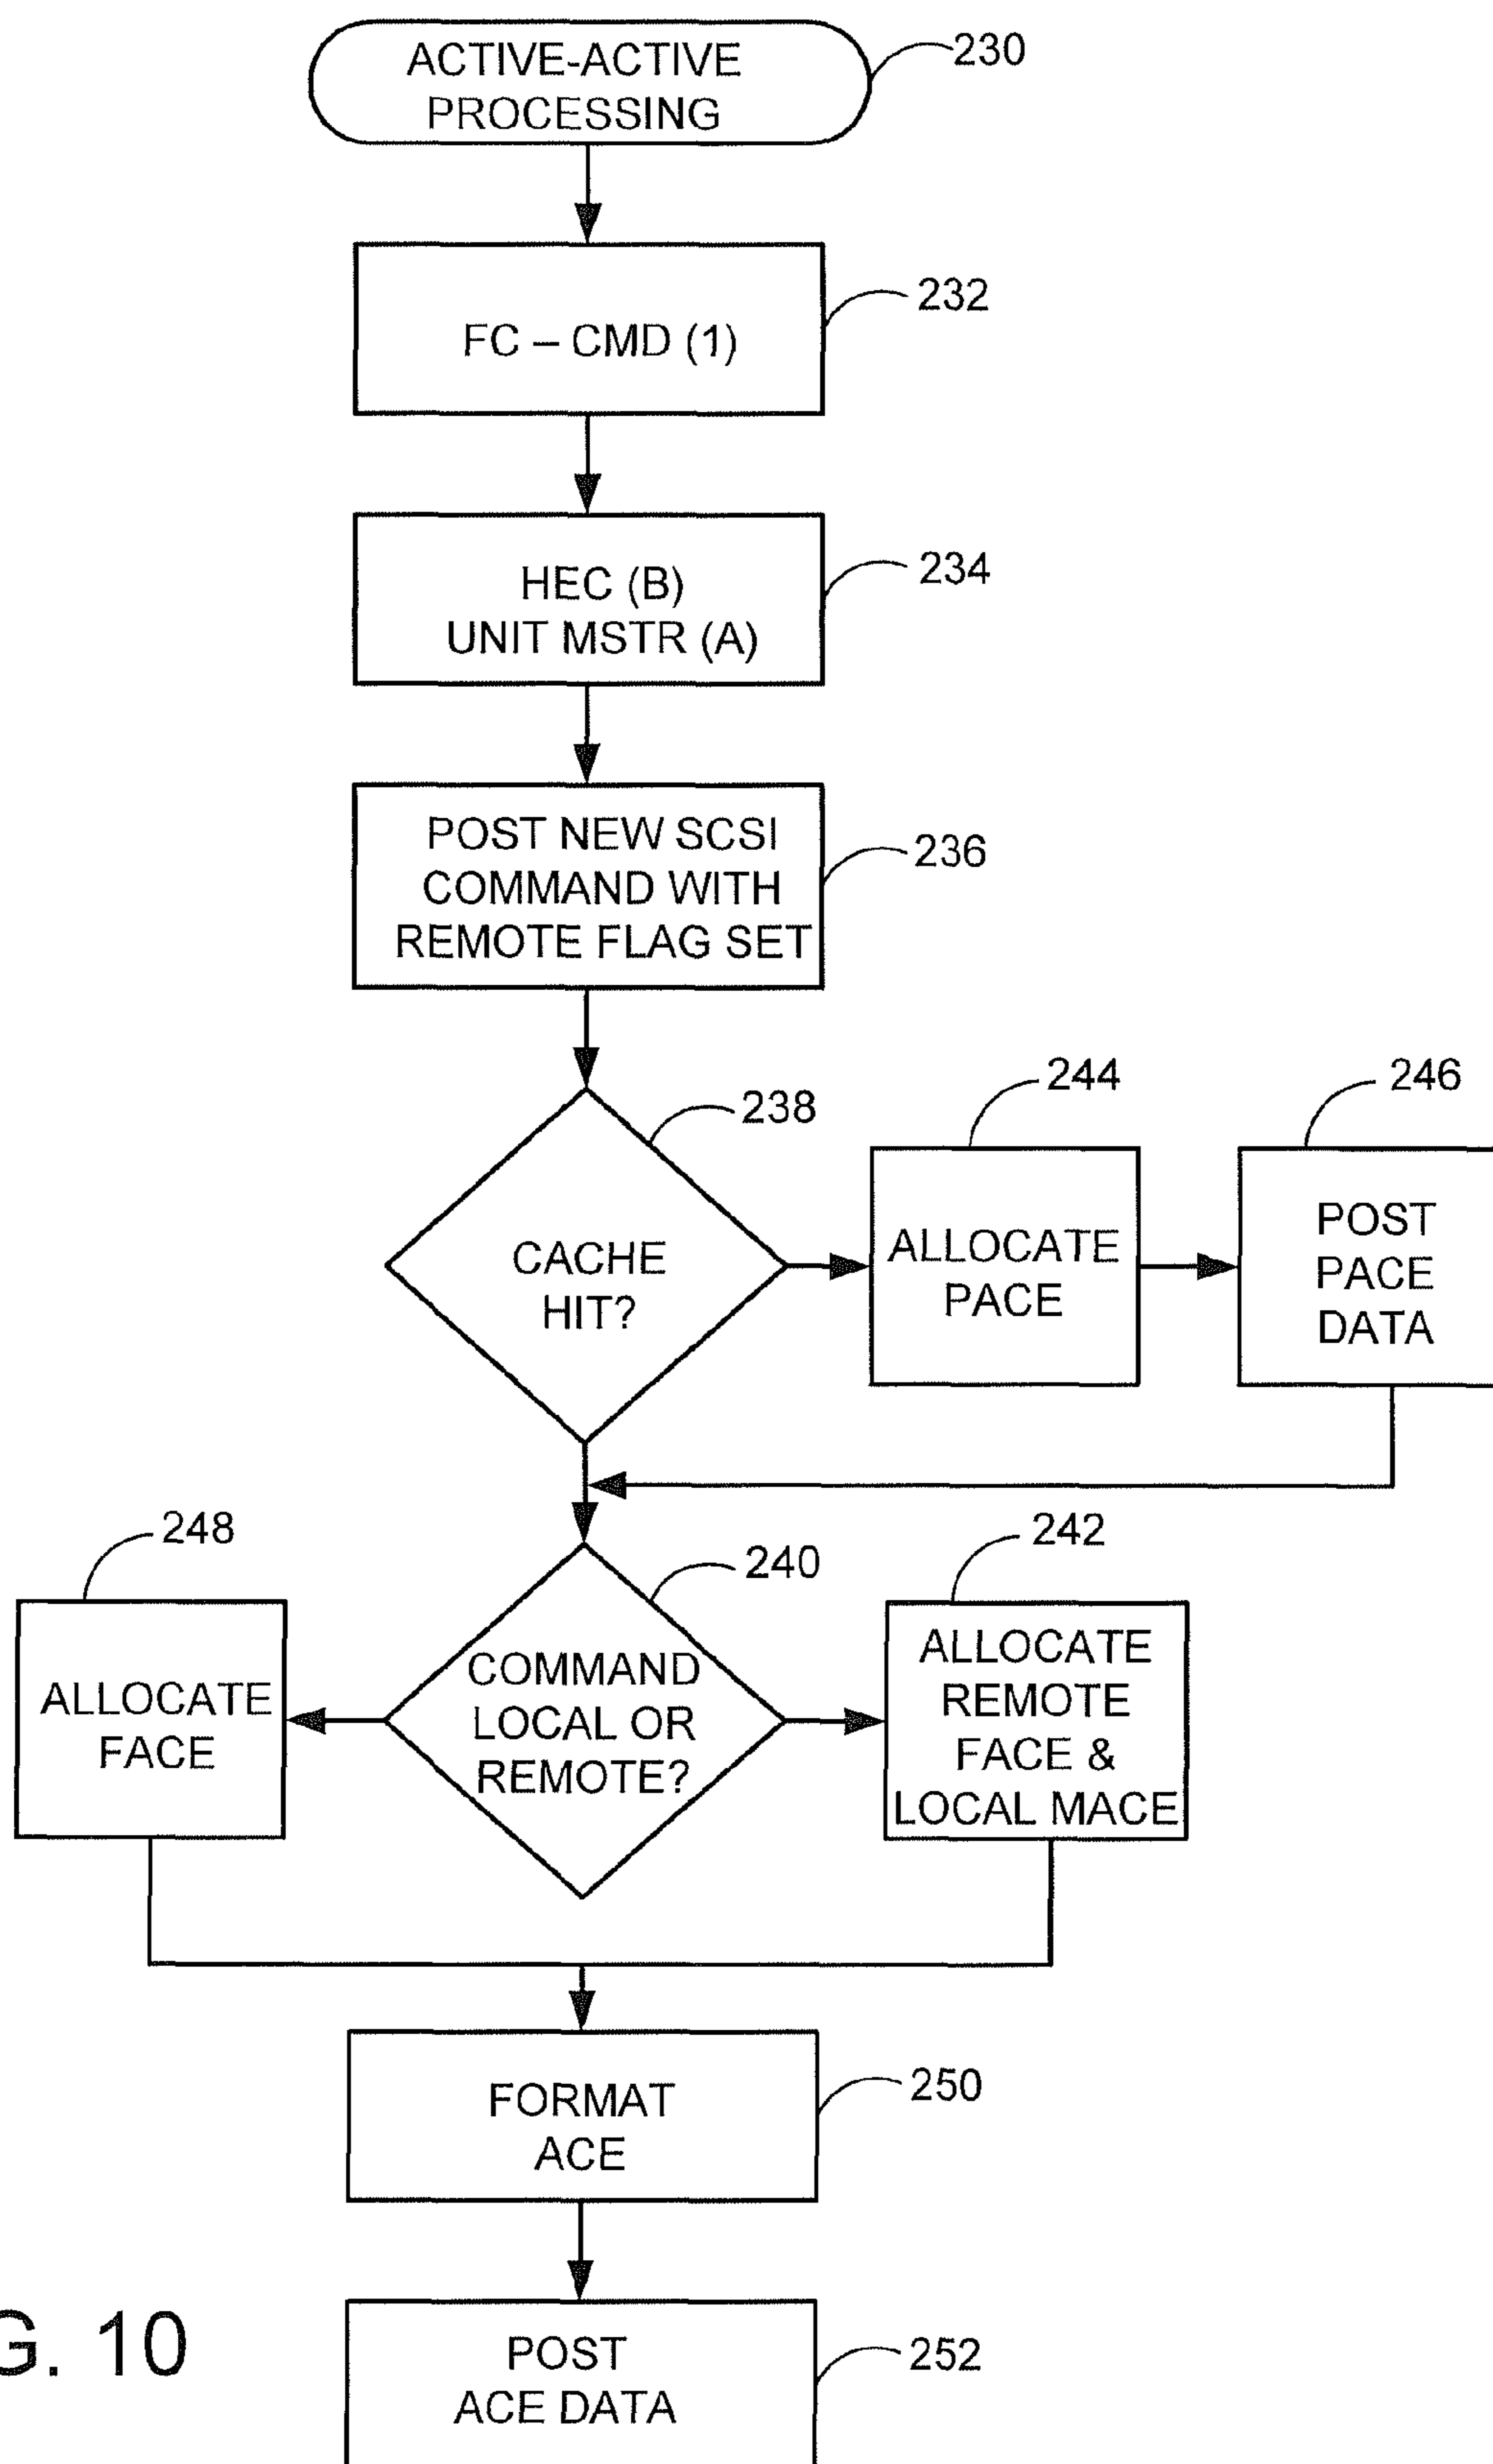 ACTIVE-ACTIVE
PROCESSING
230
FC – CMD (1)
232
HEC (B)
UNIT MSTR (A)
234
POST NEW SCSI
COMMAND WITH
REMOTE FLAG SET
236
CACHE
HIT?
238
ALLOCATE
PACE
244
POST
PACE
DATA
246
COMMAND
LOCAL OR
REMOTE?
240
ALLOCATE
FACE
248
ALLOCATE
REMOTE
FACE &
LOCAL MACE
242
FORMAT
ACE
250
POST
ACE DATA
252
G. 10